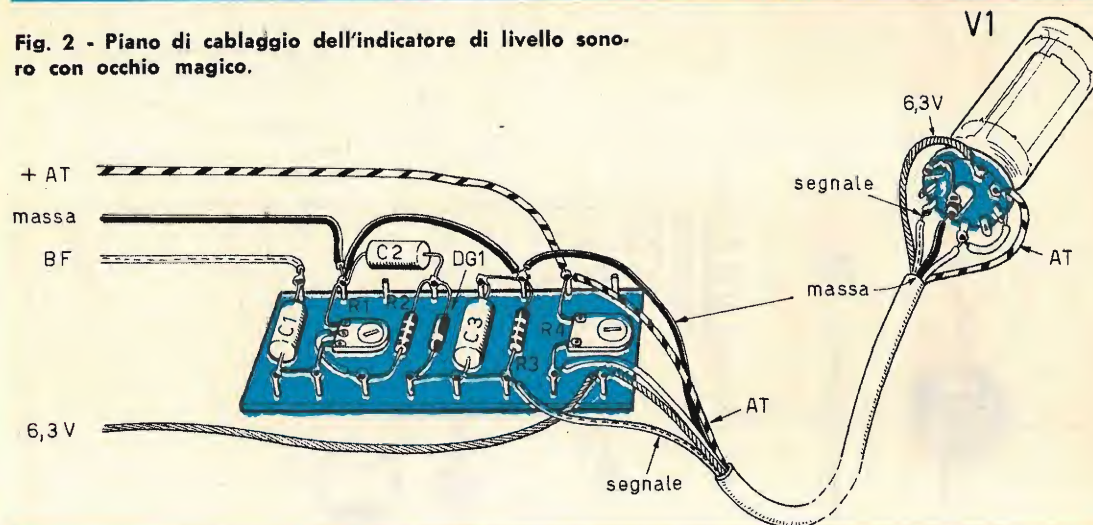 Fig. 2 - Piano di cablaggio dell'indicatore di livello sono-
ro con occhio magico.
V1
6,3V
segnale
+ AT
massa
BF
C2
DG1
AT
massa
C1
R1
R2
C3
R4
R3
6,3V
AT
segnale